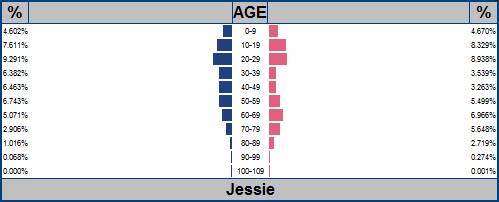 % AGE %
4.602% 0-9 4.670%
7.611% 10-19 8.329%
9.291% 20-29 8.938%
6.382% 30-39 3.539%
6.463% 40-49 3.263%
6.743% 50-59 5.499%
5.071% 60-69 6.966%
2.906% 70-79 5.648%
1.016% 80-89 2.719%
0.068% 90-99 0.274%
0.000% 100-109 0.001%
Jessie